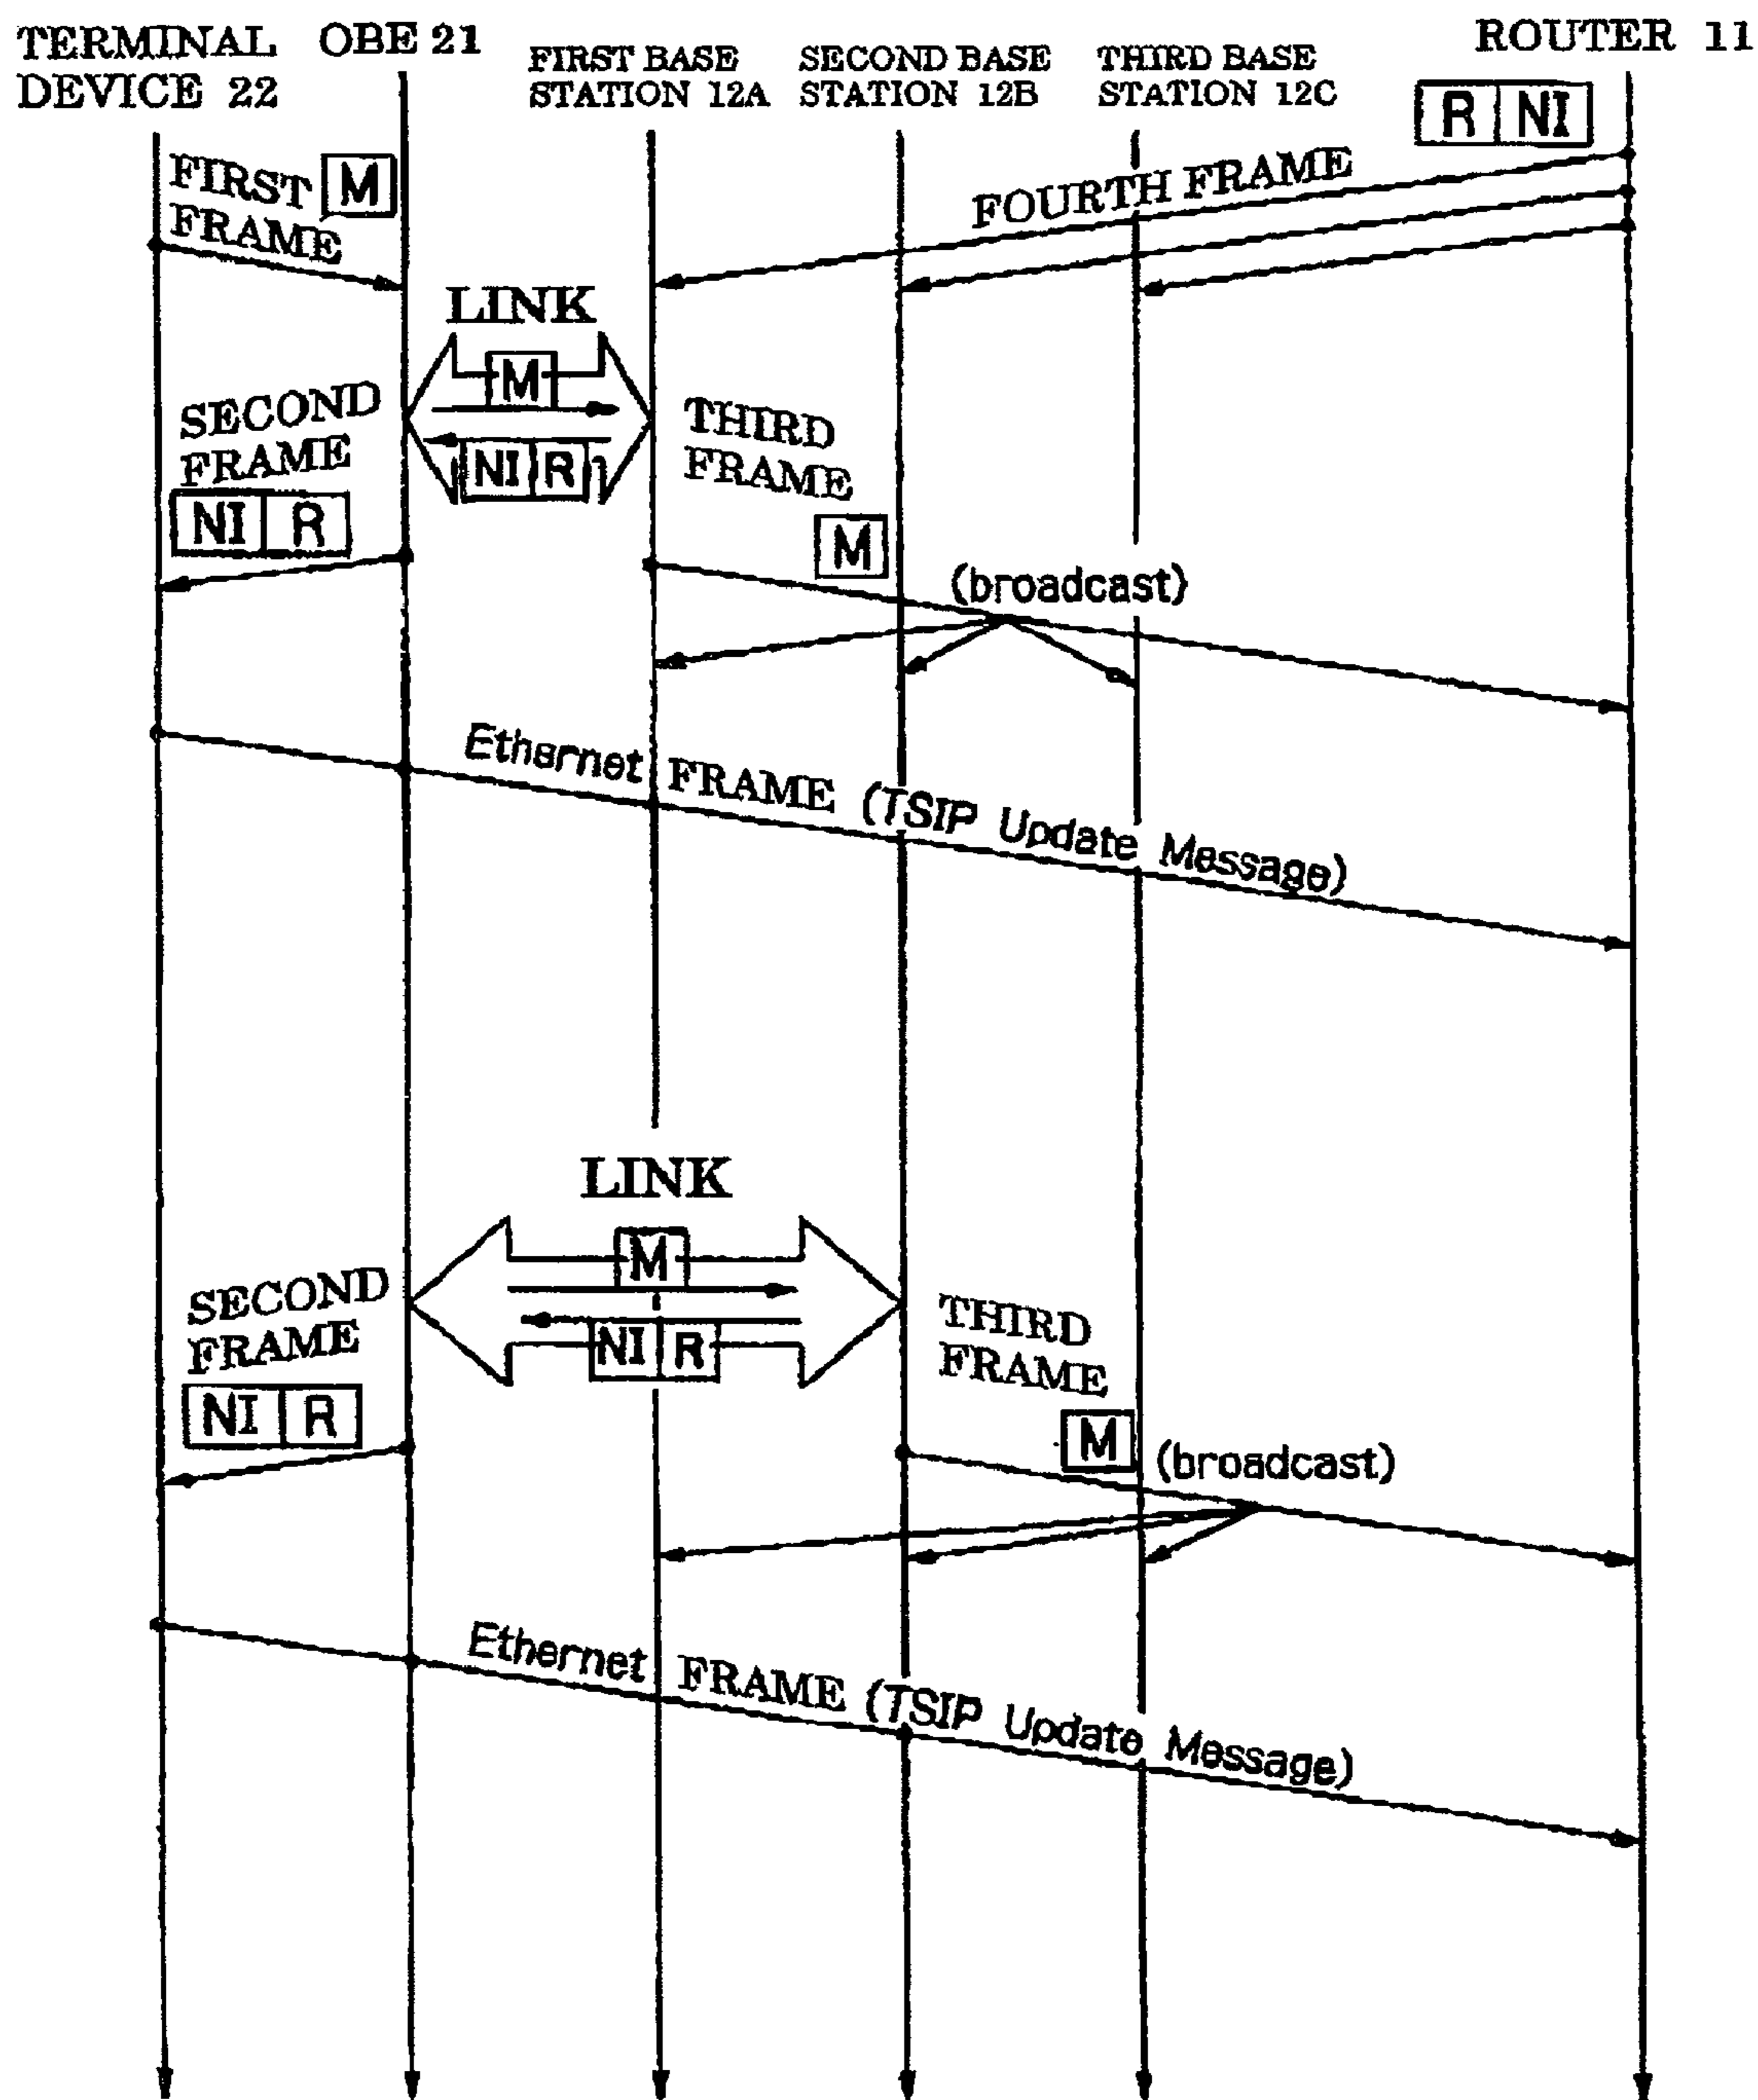 TERMINAL
DEVICE 22
OBE 21
FIRST BASE
STATION 12A
SECOND BASE
STATION 12B
THIRD BASE
STATION 12C
ROUTER 11
R NI
FIRST
FRAME
M
FOURTH FRAME
LINK
M
NI R
SECOND
FRAME
NI R
THIRD
FRAME
M
(broadcast)
Ethernet FRAME (TSIP Update Message)
LINK
M
NI R
SECOND
FRAME
NI R
THIRD
FRAME
M
(broadcast)
Ethernet FRAME (TSIP Update Message)